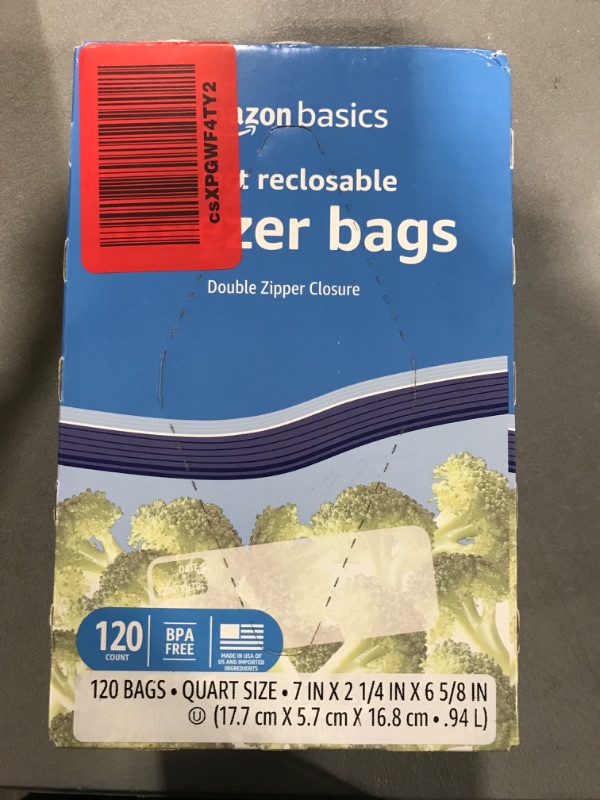 csXPGWF4TY2
azon basics
t reclosable
zer bags
Double Zipper Closure
DATE
CONTENTS
120
COUNT
BPA
FREE
MADE IN USA OF
US AND IMPORTED
INGREDIENTS
120 BAGS • QUART SIZE • 7 IN X 2 1/4 IN X 6 5/8 IN
Ⓤ (17.7 cm X 5.7 cm X 16.8 cm • .94 L)